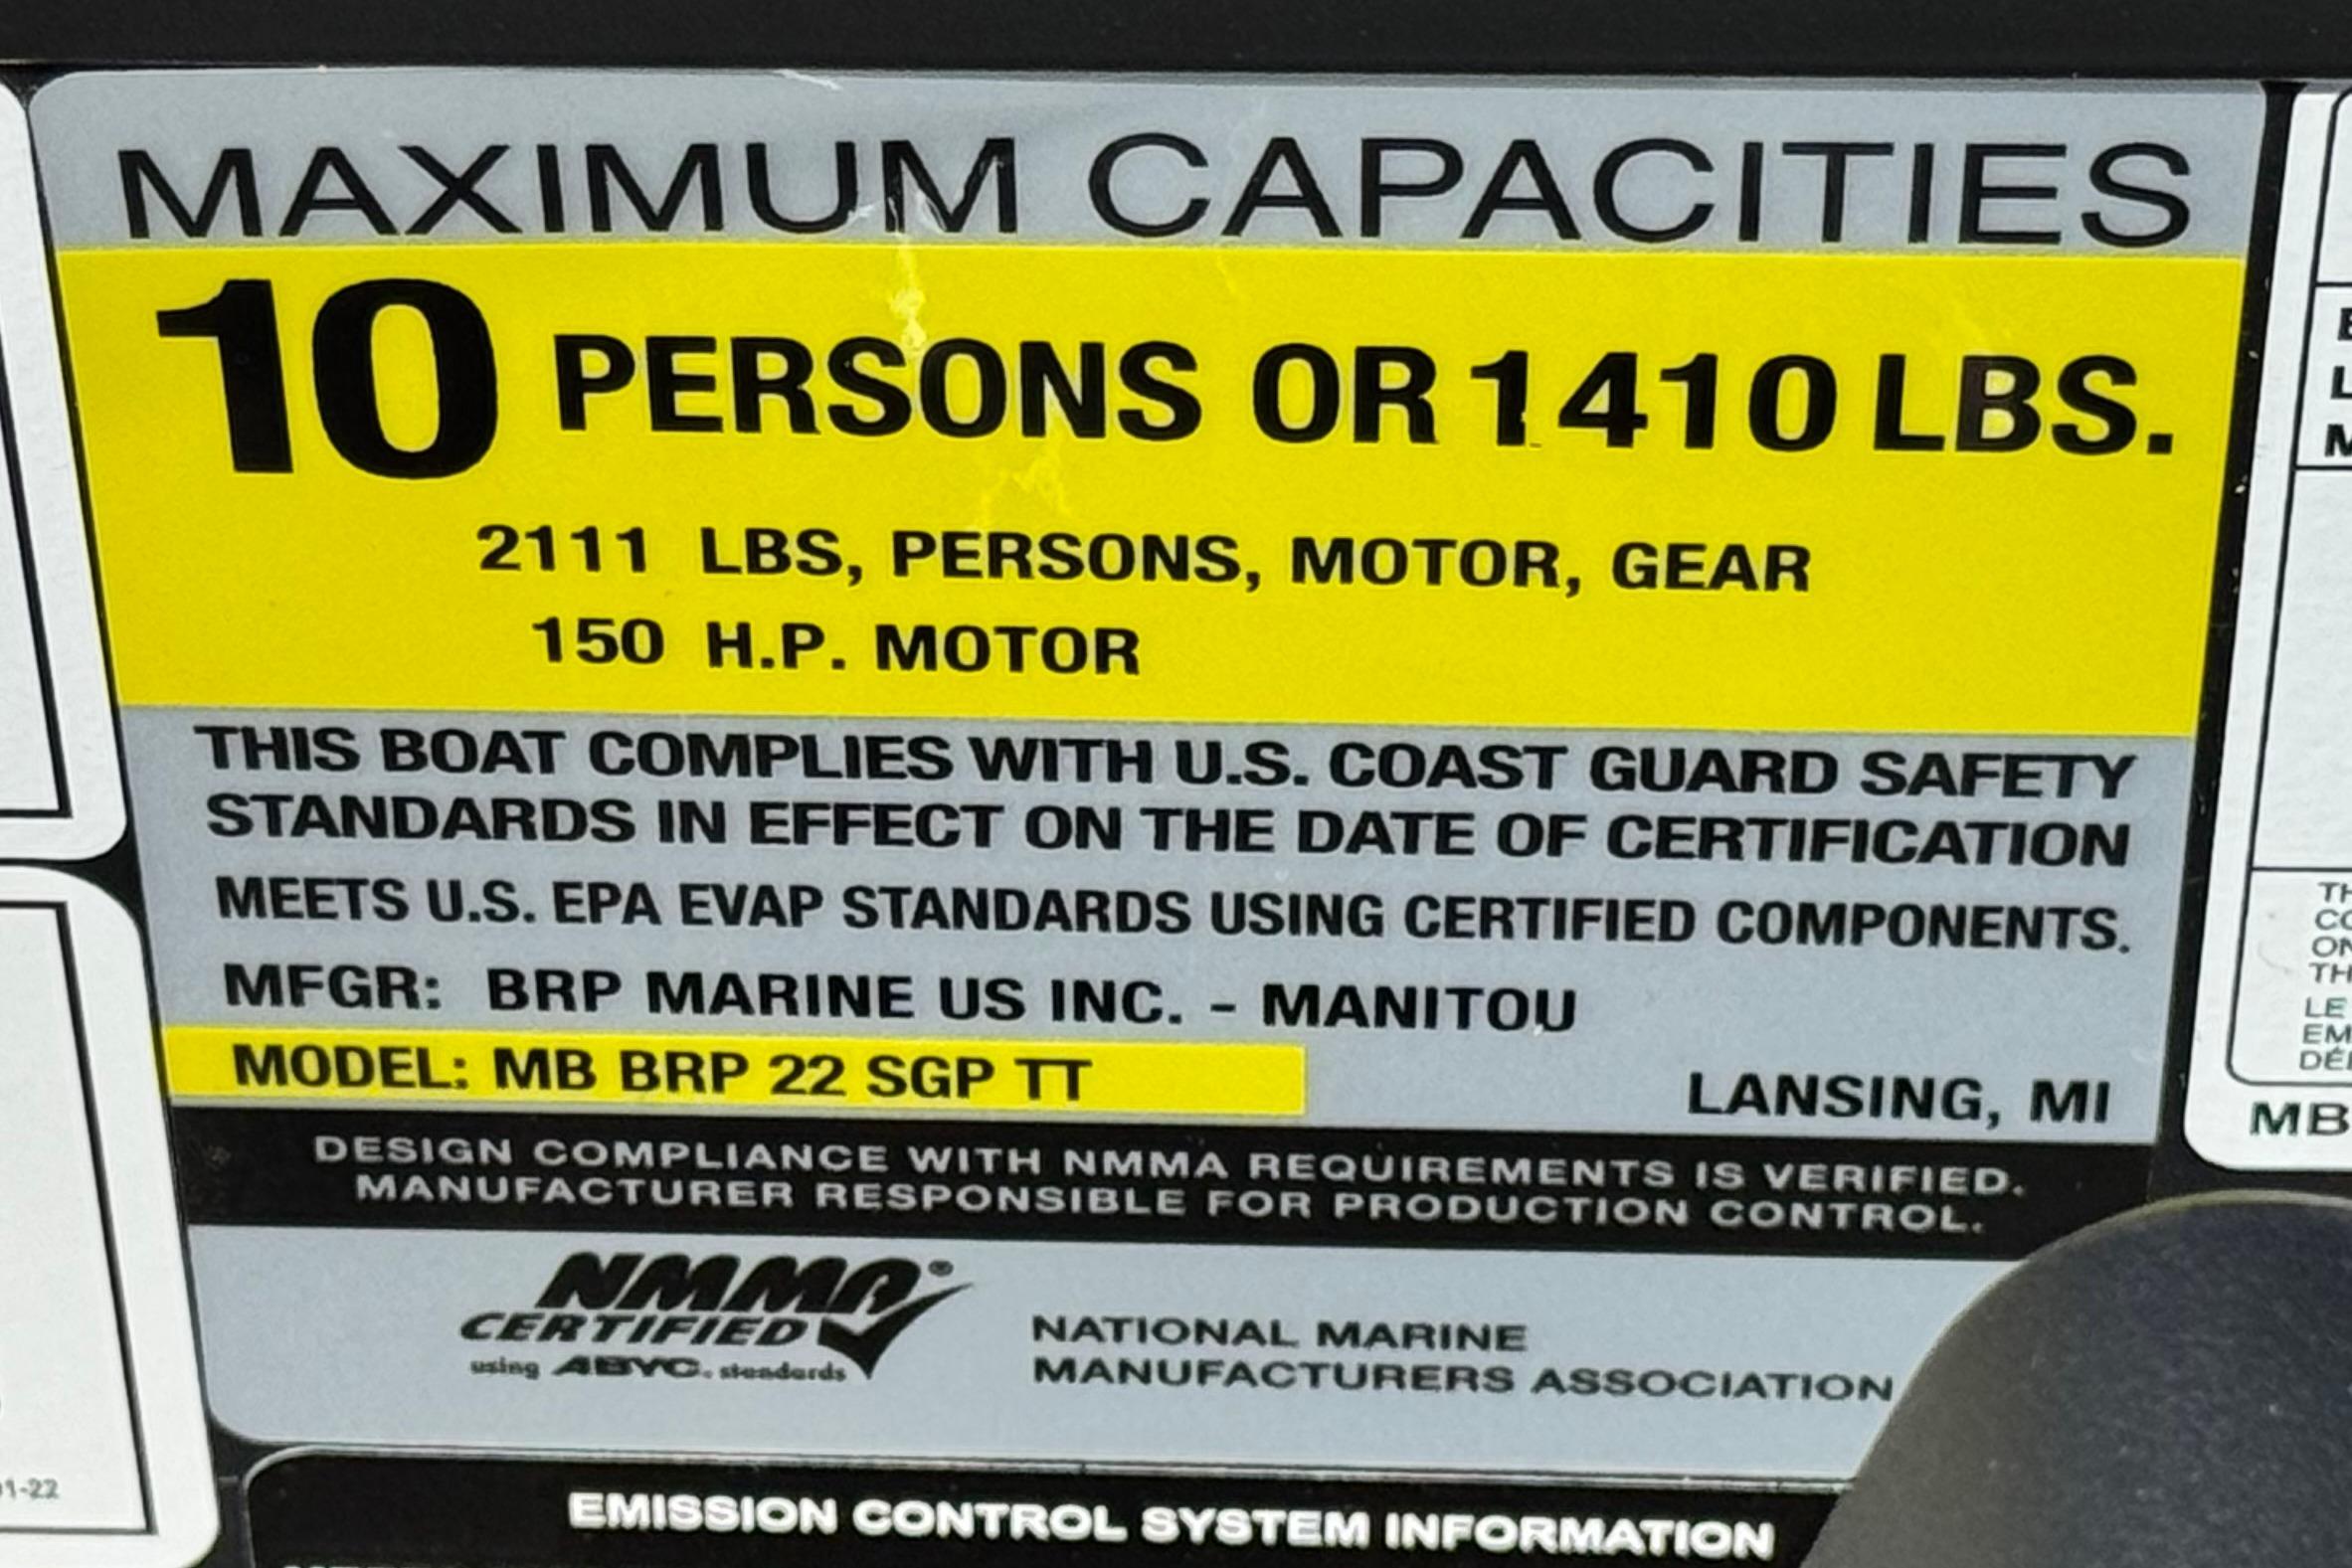 MAXIMUM CAPACITIES
10 PERSONS OR 1410 LBS.
2111 LBS, PERSONS, MOTOR, GEAR
150 H.P. MOTOR
THIS BOAT COMPLIES WITH U.S. COAST GUARD SAFETY
STANDARDS IN EFFECT ON THE DATE OF CERTIFICATION
MEETS U.S. EPA EVAP STANDARDS USING CERTIFIED COMPONENTS.
MFGR: BRP MARINE US INC. - MANITOU
MODEL: MB BRP 22 SGP TT
LANSING, MI
DESIGN COMPLIANCE WITH NMMA REQUIREMENTS IS VERIFIED.
MANUFACTURER RESPONSIBLE FOR PRODUCTION CONTROL.
NMMA®
CERTIFIED
using ABYC. standards
NATIONAL MARINE
MANUFACTURERS ASSOCIATION
EMISSION CONTROL SYSTEM INFORMATION
LE
MB